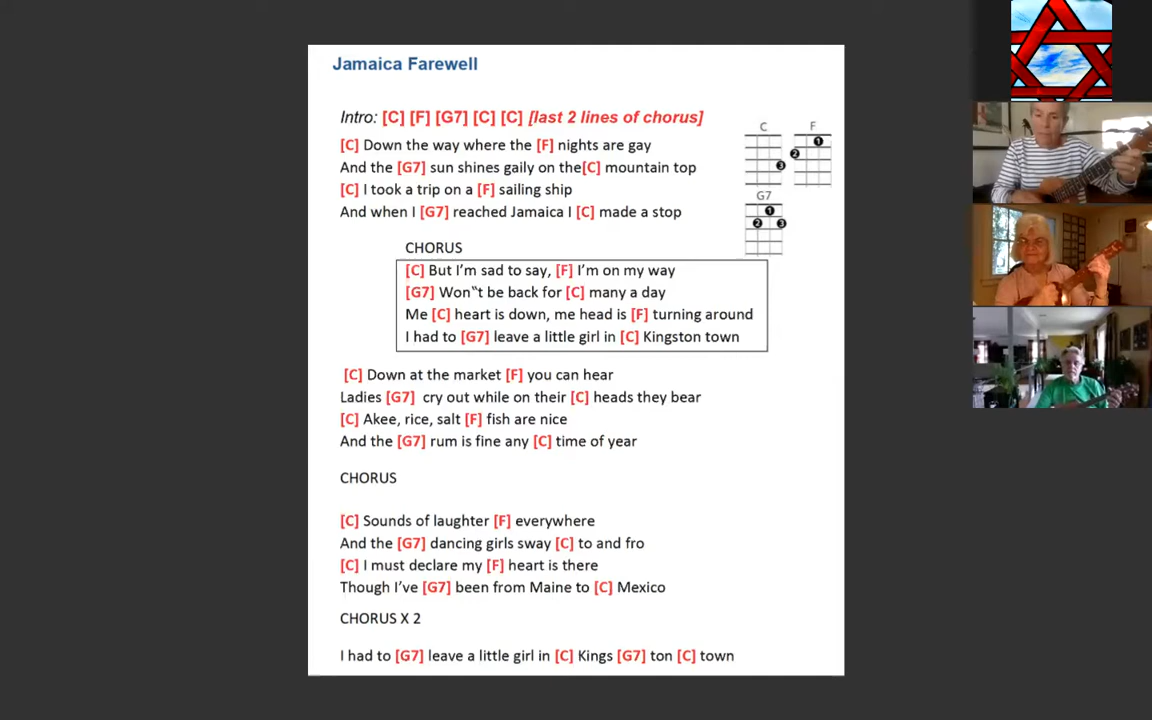 Jamaica Farewell
Intro: [C] [F] [G7] [C] [C] [last 2 lines of chorus]
[C] Down the way where the [F] nights are gay
And the [G7] sun shines gaily on the[C] mountain top
[C] I took a trip on a [F] sailing ship
And when I [G7] reached Jamaica I [C] made a stop
C F
3
1
2
G7
1
2 3
CHORUS
[C] But I’m sad to say, [F] I’m on my way
[G7] Won‟t be back for [C] many a day
Me [C] heart is down, me head is [F] turning around
I had to [G7] leave a little girl in [C] Kingston town
[C] Down at the market [F] you can hear
Ladies [G7] cry out while on their [C] heads they bear
[C] Akee, rice, salt [F] fish are nice
And the [G7] rum is fine any [C] time of year
CHORUS
[C] Sounds of laughter [F] everywhere
And the [G7] dancing girls sway [C] to and fro
[C] I must declare my [F] heart is there
Though I’ve [G7] been from Maine to [C] Mexico
CHORUS X 2
I had to [G7] leave a little girl in [C] Kings [G7] ton [C] town